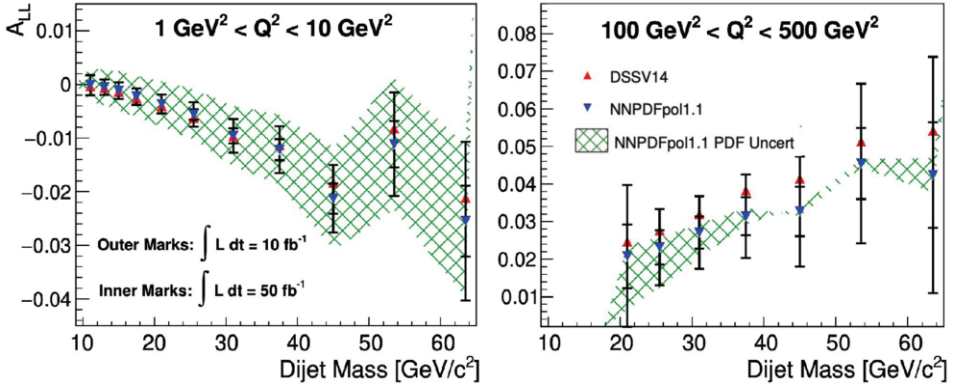 A_LL
1 GeV² < Q² < 10 GeV²
0.01
0
−0.01
−0.02
−0.03
−0.04
Outer Marks: ∫ L dt = 10 fb⁻¹
Inner Marks: ∫ L dt = 50 fb⁻¹
10 20 30 40 50 60
Dijet Mass [GeV/c²]
100 GeV² < Q² < 500 GeV²
0.08
0.07
0.06
0.05
0.04
0.03
0.02
0.01
DSSV14
NNPDFpol1.1
NNPDFpol1.1 PDF Uncert
10 20 30 40 50 60
Dijet Mass [GeV/c²]